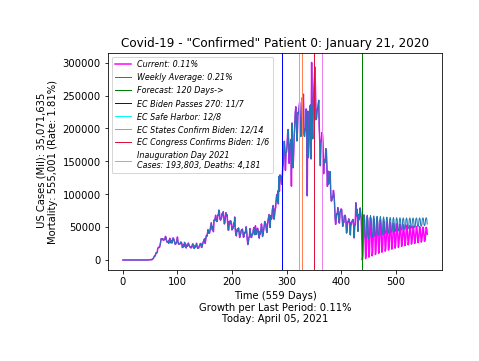 Covid-19 - "Confirmed" Patient 0: January 21, 2020
US Cases (Mil): 35,071,635
Mortality: 555,001 (Rate: 1.81%)
300000
250000
200000
150000
100000
50000
0
Current: 0.11%
Weekly Average: 0.21%
Forecast: 120 Days->
EC Biden Passes 270: 11/7
EC Safe Harbor: 12/8
EC States Confirm Biden: 12/14
EC Congress Confirms Biden: 1/6
Inauguration Day 2021
Cases: 193,803, Deaths: 4,181
0 100 200 300 400 500
Time (559 Days)
Growth per Last Period: 0.11%
Today: April 05, 2021